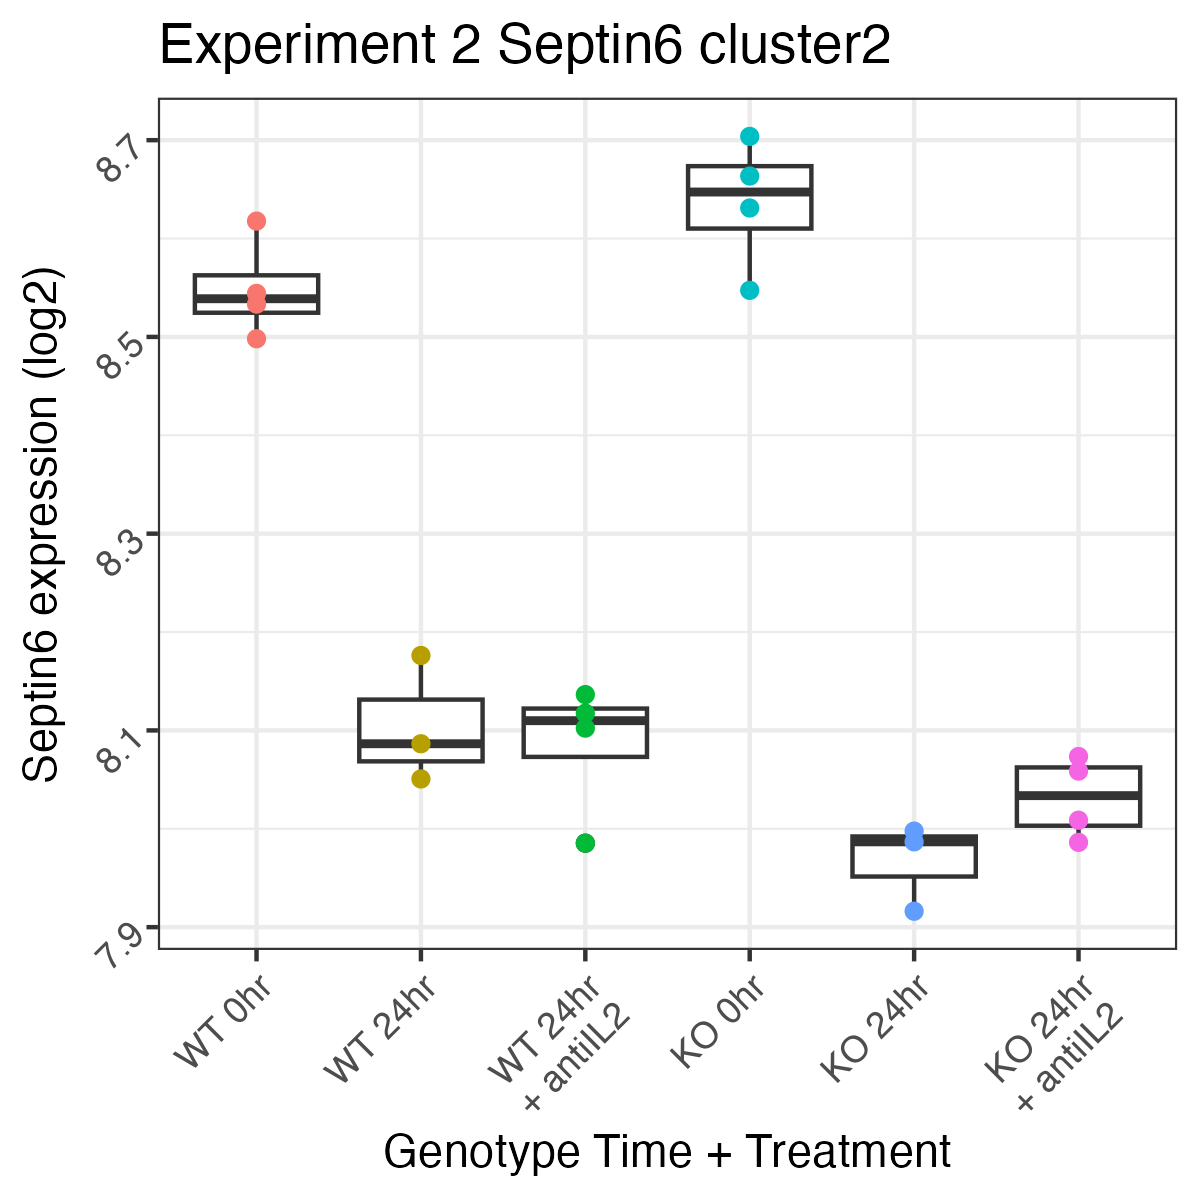 Experiment 2 Septin6 cluster2
Septin6 expression (log2)
8.7
8.5
8.3
8.1
7.9
WT 0hr
WT 24hr
WT 24hr
+ antiIL2
KO 0hr
KO 24hr
KO 24hr
+ antiIL2
Genotype Time + Treatment